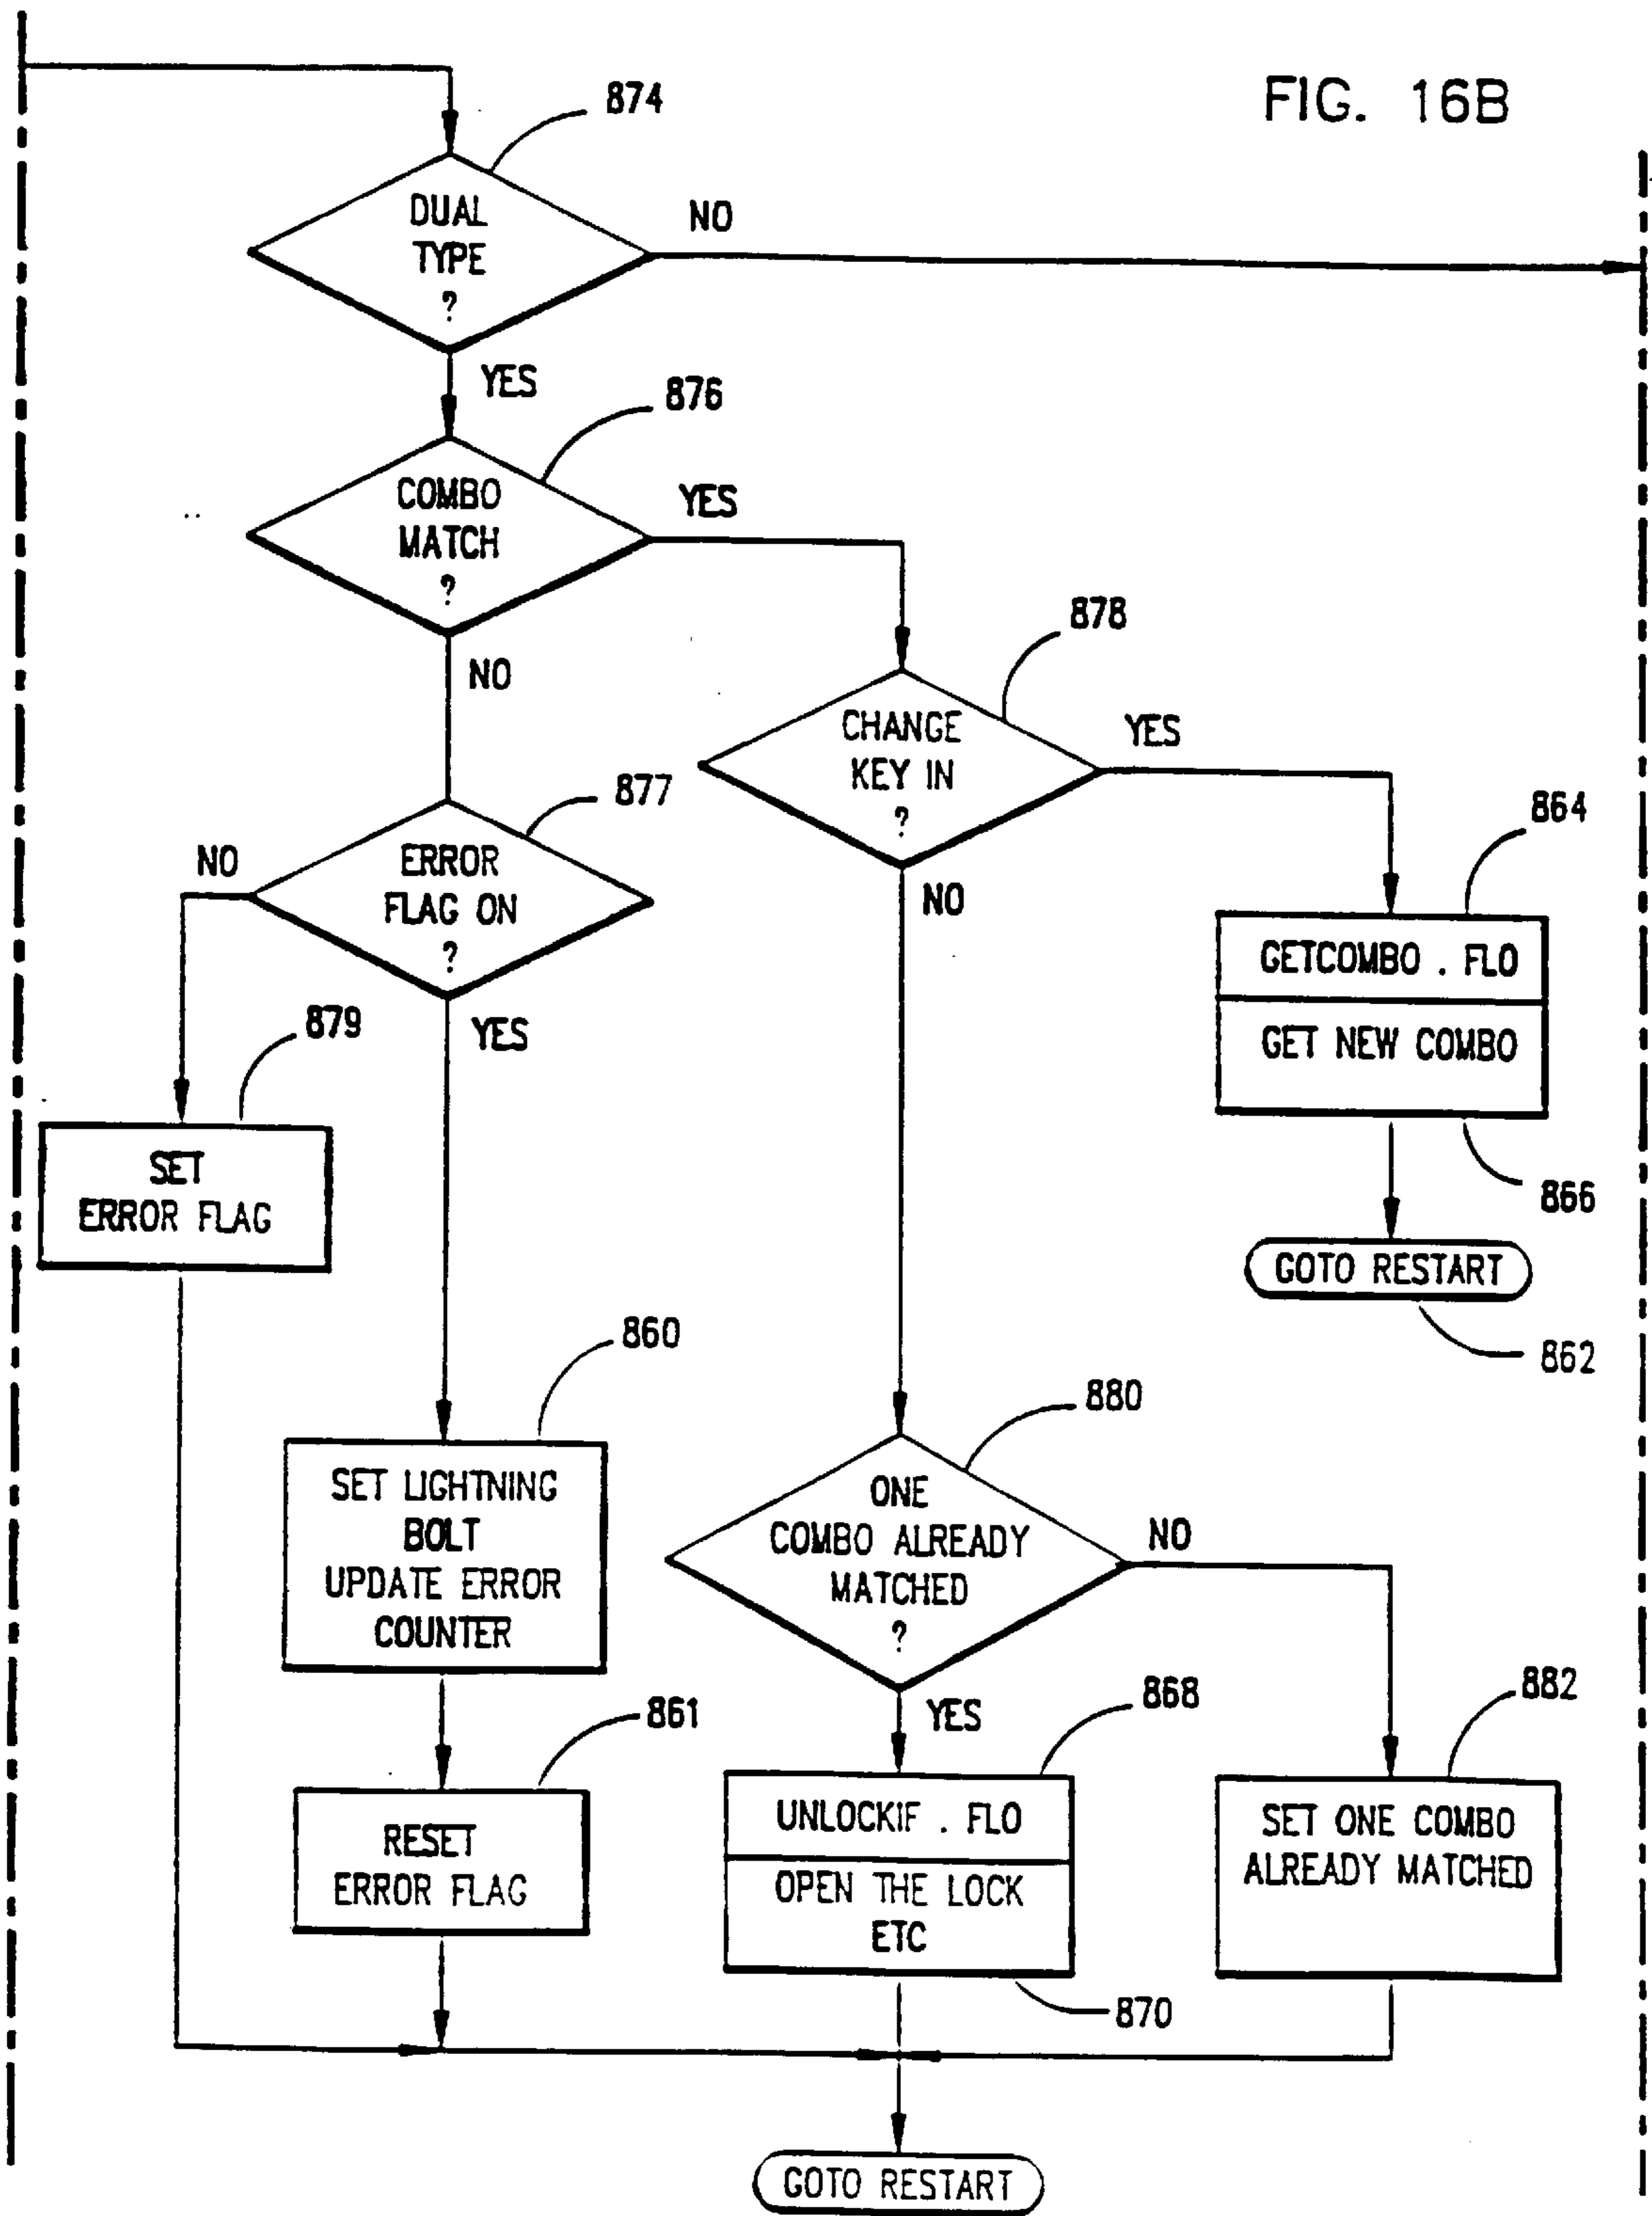 FIG. 16B
874
DUAL
TYPE
?
NO
YES
876
COMBO
MATCH
?
YES
NO
878
CHANGE
KEY IN
?
YES
NO
877
ERROR
FLAG ON
?
NO
YES
864
GETCOMBO . FLO
GET NEW COMBO
866
GOTO RESTART
862
879
SET
ERROR FLAG
860
SET LIGHTNING
BOLT
UPDATE ERROR
COUNTER
880
ONE
COMBO ALREADY
MATCHED
?
NO
YES
861
RESET
ERROR FLAG
868
UNLOCKIF . FLO
OPEN THE LOCK
ETC
870
882
SET ONE COMBO
ALREADY MATCHED
GOTO RESTART